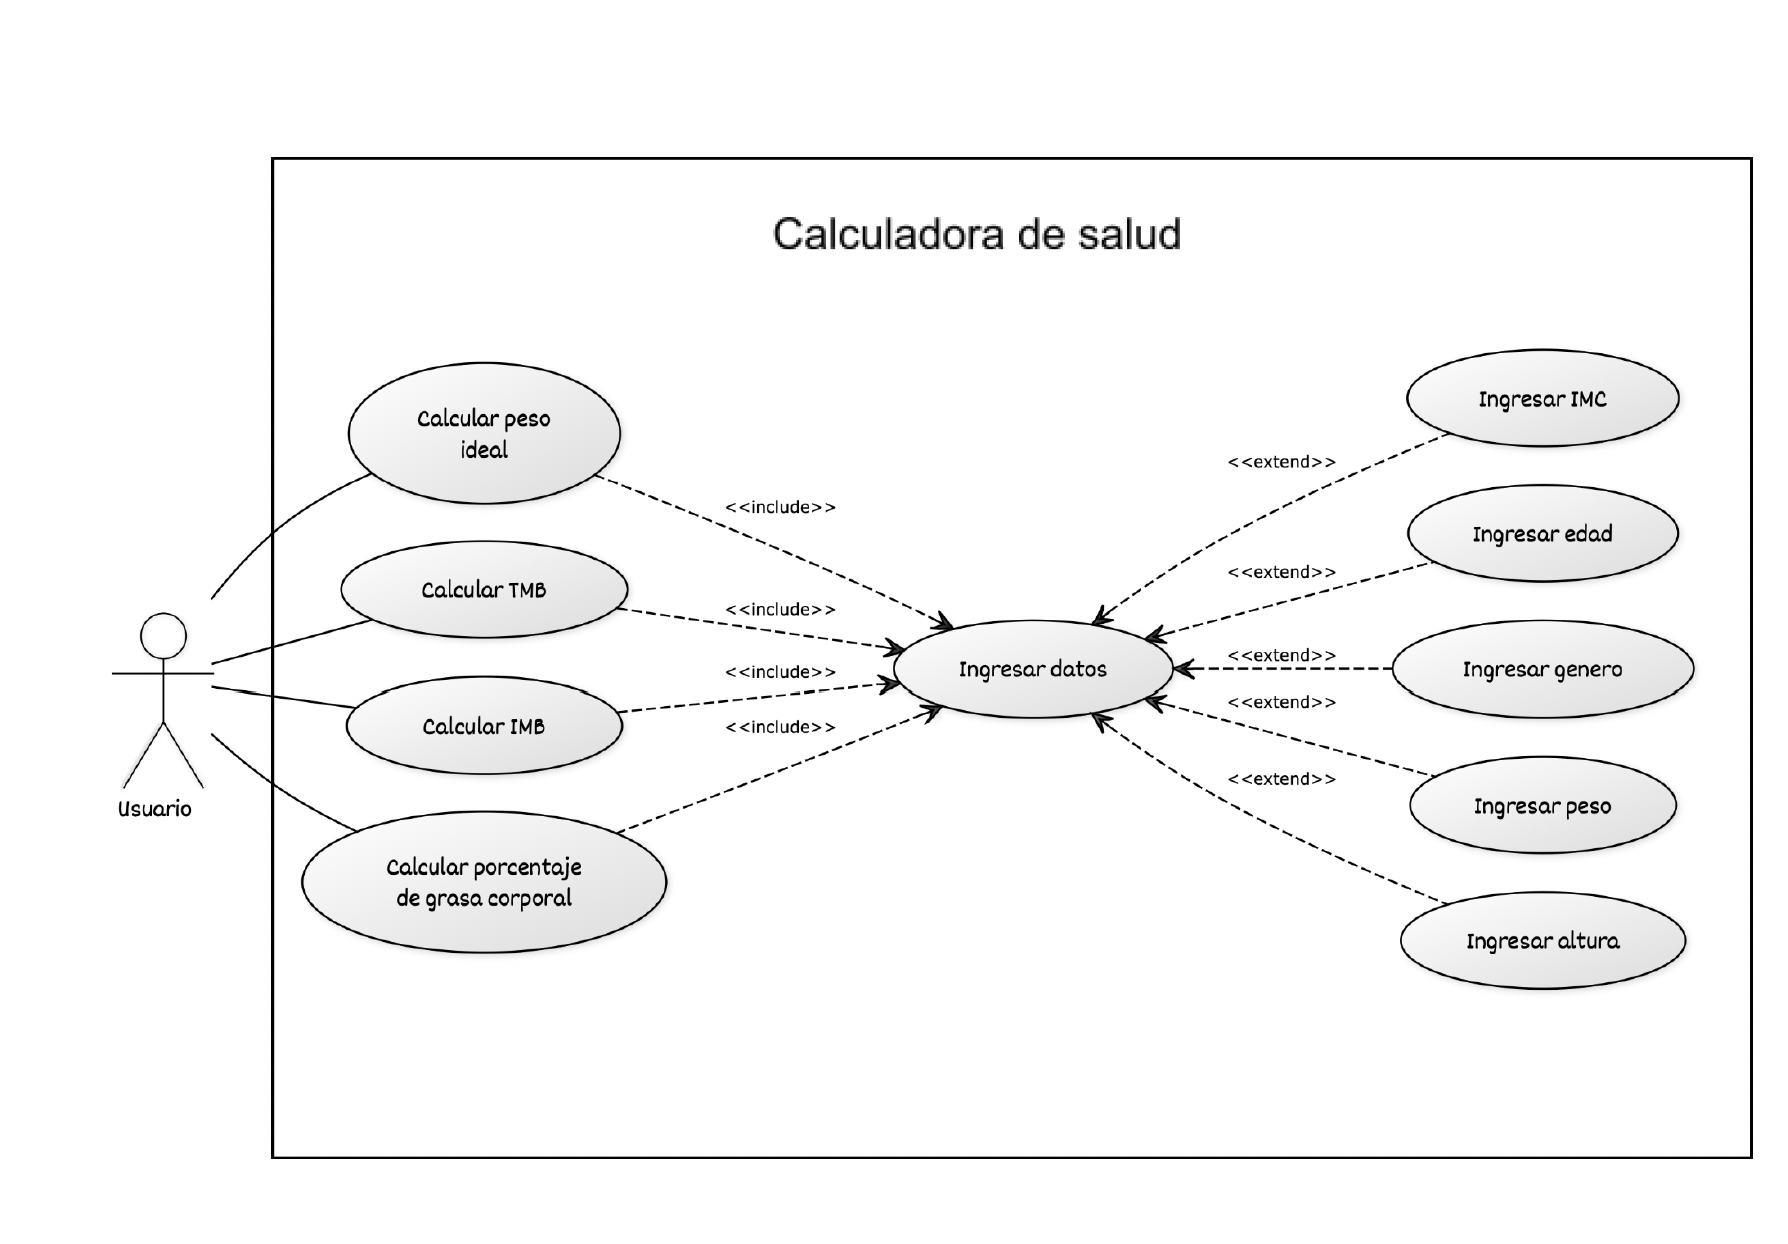 Calculadora de salud
Calcular peso
ideal
Calcular TMB
Calcular IMB
Calcular porcentaje
de grasa corporal
Usuario
<<include>>
<<include>>
<<include>>
<<include>>
Ingresar datos
<<extend>>
<<extend>>
<<extend>>
<<extend>>
<<extend>>
Ingresar IMC
Ingresar edad
Ingresar genero
Ingresar peso
Ingresar altura